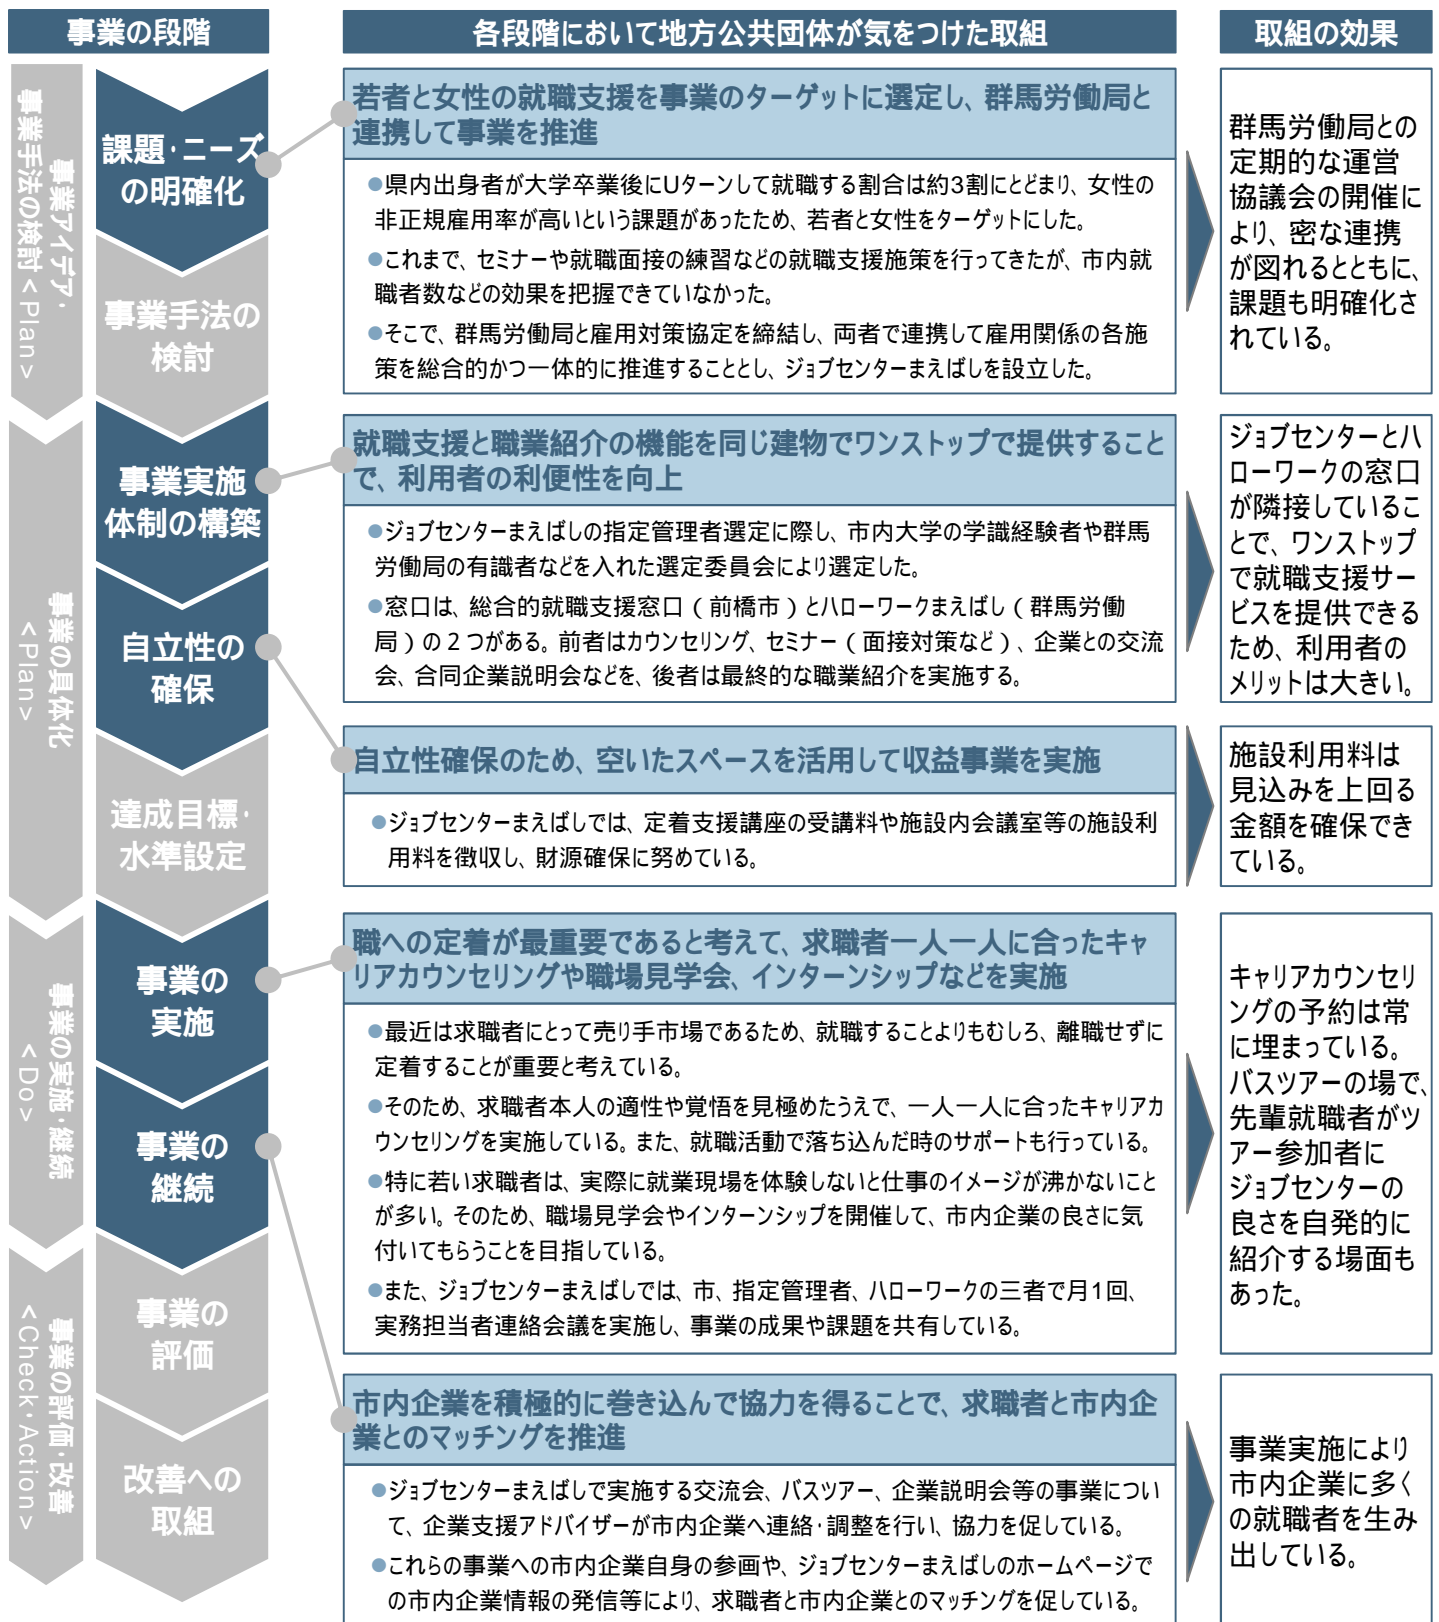 事業の段階
各段階において地方公共団体が気をつけた取組
取組の効果
事業アイデア・
事業手法の検討<Plan>
課題・ニーズ
の明確化
事業手法の
検討
若者と女性の就職支援を事業のターゲットに選定し、群馬労働局と
連携して事業を推進
●県内出身者が大学卒業後にUターンして就職する割合は約3割にとどまり、女性の
非正規雇用率が高いという課題があったため、若者と女性をターゲットにした。
●これまで、セミナーや就職面接の練習などの就職支援施策を行ってきたが、市内就
職者数などの効果を把握できていなかった。
●そこで、群馬労働局と雇用対策協定を締結し、両者で連携して雇用関係の各施
策を総合的かつ一体的に推進することとし、ジョブセンターまえばしを設立した。
群馬労働局との
定期的な運営
協議会の開催に
より、密な連携
が図れるとともに、
課題も明確化さ
れている。
事業の具体化
<Plan>
事業実施
体制の構築
自立性の
確保
達成目標・
水準設定
就職支援と職業紹介の機能を同じ建物でワンストップで提供すること
で、利用者の利便性を向上
●ジョブセンターまえばしの指定管理者選定に際し、市内大学の学識経験者や群馬
労働局の有識者などを入れた選定委員会により選定した。
●窓口は、総合的就職支援窓口(前橋市)とハローワークまえばし(群馬労働
局)の2つがある。前者はカウンセリング、セミナー(面接対策など)、企業との交流
会、合同企業説明会などを、後者は最終的な職業紹介を実施する。
ジョブセンターとハ
ローワークの窓口
が隣接しているこ
とで、ワンストップ
で就職支援サー
ビスを提供できる
ため、利用者の
メリットは大きい。
自立性確保のため、空いたスペースを活用して収益事業を実施
●ジョブセンターまえばしでは、定着支援講座の受講料や施設内会議室等の施設利
用料を徴収し、財源確保に努めている。
施設利用料は
見込みを上回る
金額を確保でき
ている。
事業の実施・継続
<Do>
事業の
実施
事業の
継続
職への定着が最重要であると考えて、求職者一人一人に合ったキャ
リアカウンセリングや職場見学会、インターンシップなどを実施
●最近は求職者にとって売り手市場であるため、就職することよりもむしろ、離職せずに
定着することが重要と考えている。
●そのため、求職者本人の適性や覚悟を見極めたうえで、一人一人に合ったキャリアカ
ウンセリングを実施している。また、就職活動で落ち込んだ時のサポートも行っている。
●特に若い求職者は、実際に就業現場を体験しないと仕事のイメージが沸かないこと
が多い。そのため、職場見学会やインターンシップを開催して、市内企業の良さに気
付いてもらうことを目指している。
●また、ジョブセンターまえばしでは、市、指定管理者、ハローワークの三者で月1回、
実務担当者連絡会議を実施し、事業の成果や課題を共有している。
キャリアカウンセリ
ングの予約は常
に埋まっている。
バスツアーの場で、
先輩就職者がツ
アー参加者に
ジョブセンターの
良さを自発的に
紹介する場面も
あった。
事業の評価・改善
<Check・Action>
事業の
評価
改善への
取組
市内企業を積極的に巻き込んで協力を得ることで、求職者と市内企
業とのマッチングを推進
●ジョブセンターまえばしで実施する交流会、バスツアー、企業説明会等の事業につい
て、企業支援アドバイザーが市内企業へ連絡・調整を行い、協力を促している。
●これらの事業への市内企業自身の参画や、ジョブセンターまえばしのホームページで
の市内企業情報の発信等により、求職者と市内企業とのマッチングを促している。
事業実施により
市内企業に多く
の就職者を生み
出している。